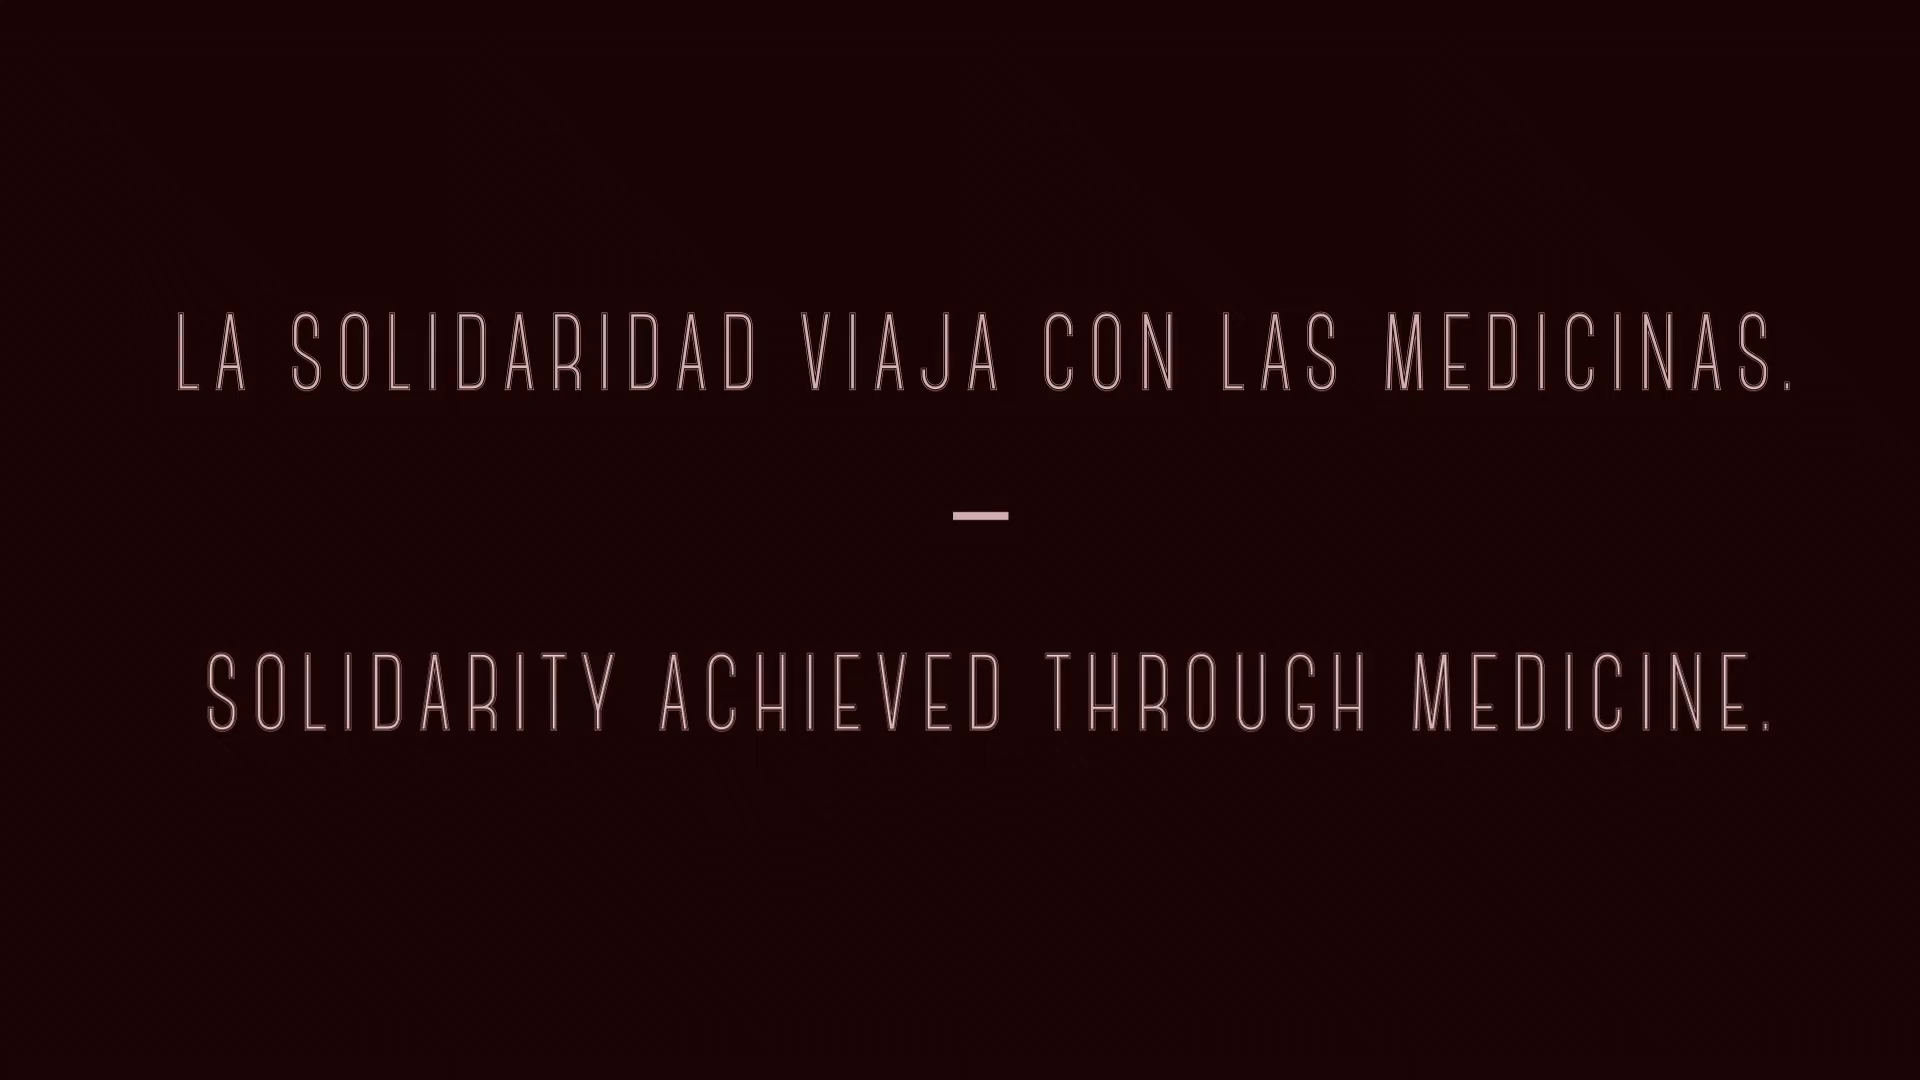 LA SOLIDARIDAD VIAJA CON LAS MEDICINAS.
—
SOLIDARITY ACHIEVED THROUGH MEDICINE.